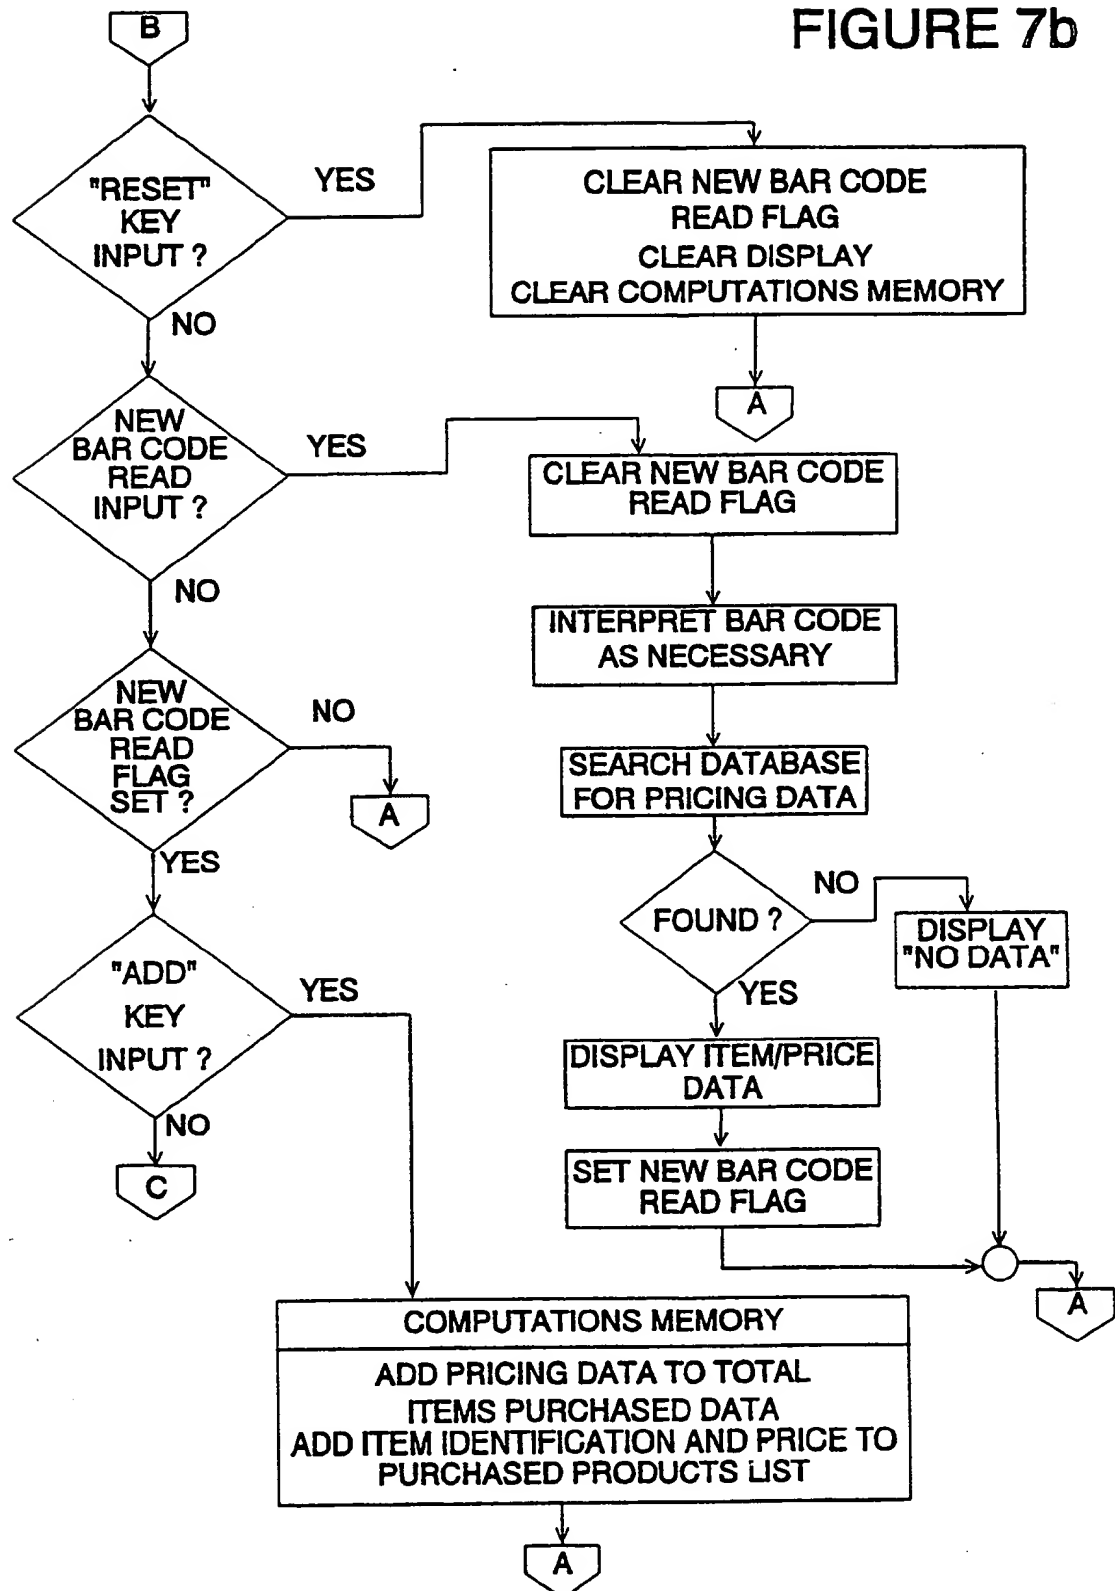 B
FIGURE 7b
"RESET"
KEY
INPUT ?
YES
NO
CLEAR NEW BAR CODE
READ FLAG
CLEAR DISPLAY
CLEAR COMPUTATIONS MEMORY
A
NEW
BAR CODE
READ
INPUT ?
YES
NO
CLEAR NEW BAR CODE
READ FLAG
INTERPRET BAR CODE
AS NECESSARY
NEW
BAR CODE
READ
FLAG
SET ?
NO
A
YES
SEARCH DATABASE
FOR PRICING DATA
FOUND ?
NO
DISPLAY
"NO DATA"
YES
DISPLAY ITEM/PRICE
DATA
SET NEW BAR CODE
READ FLAG
A
"ADD"
KEY
INPUT ?
YES
NO
C
COMPUTATIONS MEMORY
ADD PRICING DATA TO TOTAL
ITEMS PURCHASED DATA
ADD ITEM IDENTIFICATION AND PRICE TO
PURCHASED PRODUCTS LIST
A